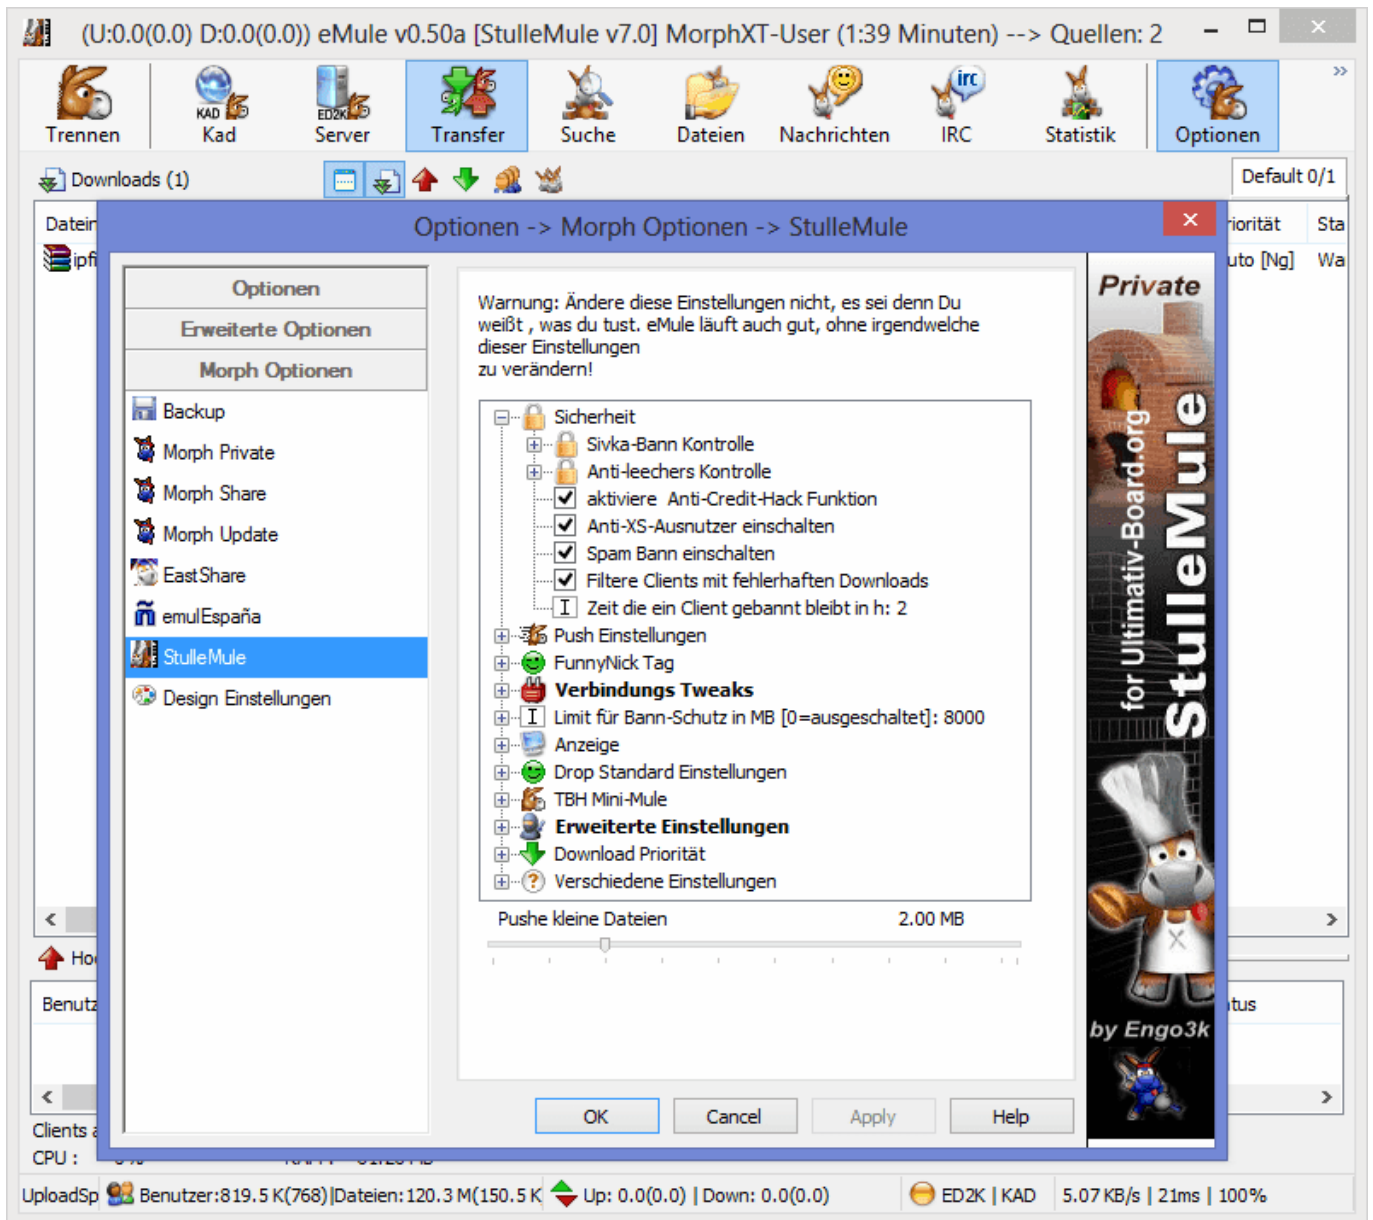 (U:0.0(0.0) D:0.0(0.0)) eMule v0.50a [StulleMule v7.0] MorphXT-User (1:39 Minuten) --> Quellen: 2
Trennen
KAD
Kad
ED2K
Server
Transfer
Suche
Dateien
Nachrichten
irc
IRC
Statistik
Optionen
Downloads (1)
Default 0/1
Optionen -> Morph Optionen -> StulleMule
Optionen
Erweiterte Optionen
Morph Optionen
Backup
Morph Private
Morph Share
Morph Update
EastShare
emulEspaña
StulleMule
Design Einstellungen
Warnung: Ändere diese Einstellungen nicht, es sei denn Du
weißt , was du tust. eMule läuft auch gut, ohne irgendwelche
dieser Einstellungen
zu verändern!
Sicherheit
Sivka-Bann Kontrolle
Anti-leechers Kontrolle
aktiviere Anti-Credit-Hack Funktion
Anti-XS-Ausnutzer einschalten
Spam Bann einschalten
Filtere Clients mit fehlerhaften Downloads
Zeit die ein Client gebannt bleibt in h: 2
Push Einstellungen
FunnyNick Tag
Verbindungs Tweaks
Limit für Bann-Schutz in MB [0=ausgeschaltet]: 8000
Anzeige
Drop Standard Einstellungen
TBH Mini-Mule
Erweiterte Einstellungen
Download Priorität
Verschiedene Einstellungen
Pushe kleine Dateien 2.00 MB
OK
Cancel
Apply
Help
Private
for Ultimativ-Board.org
StulleMule
by Engo3k
Datein
ipfi
iorität
Sta
uto [Ng]
Wa
Ho
Benutz
tus
Clients
CPU :
UploadSp
Benutzer:819.5 K(768)|Dateien:120.3 M(150.5 K
Up: 0.0(0.0) | Down: 0.0(0.0)
ED2K | KAD
5.07 KB/s | 21ms | 100%